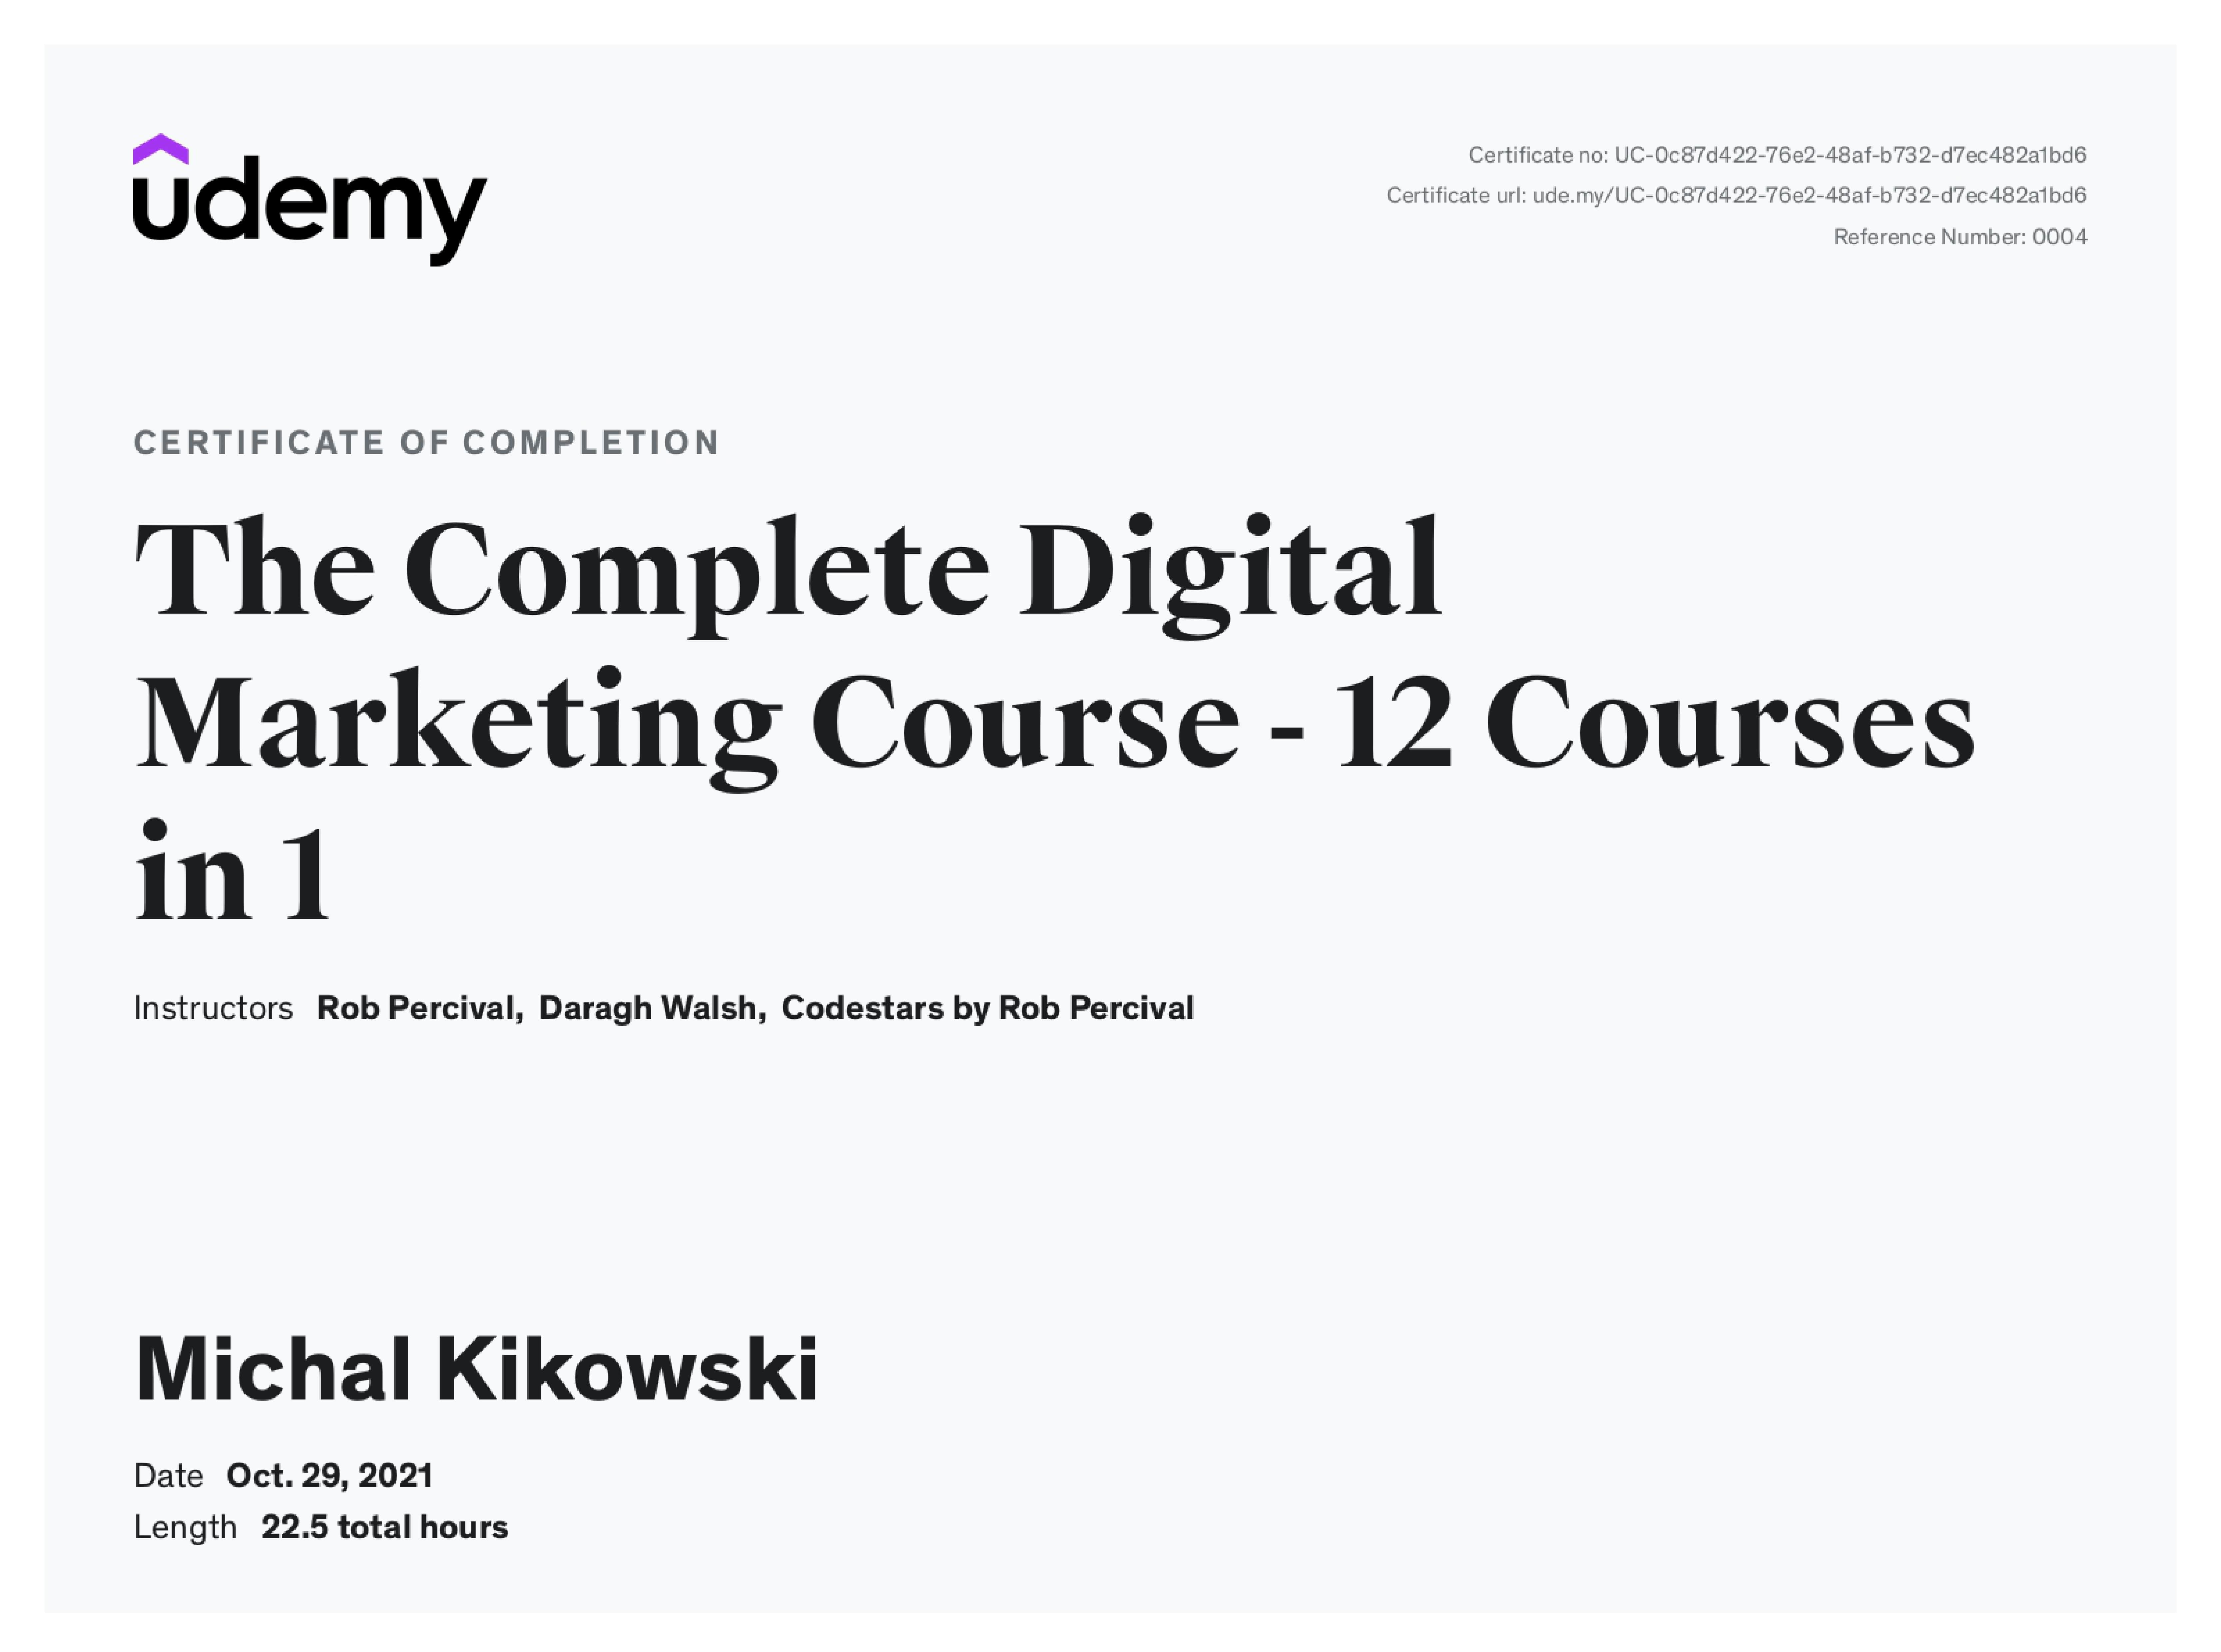 udemy
Certificate no: UC-0c87d422-76e2-48af-b732-d7ec482a1bd6
Certificate url: ude.my/UC-0c87d422-76e2-48af-b732-d7ec482a1bd6
Reference Number: 0004
CERTIFICATE OF COMPLETION
The Complete Digital
Marketing Course - 12 Courses
in 1
Instructors Rob Percival, Daragh Walsh, Codestars by Rob Percival
Michal Kikowski
Date Oct. 29, 2021
Length 22.5 total hours